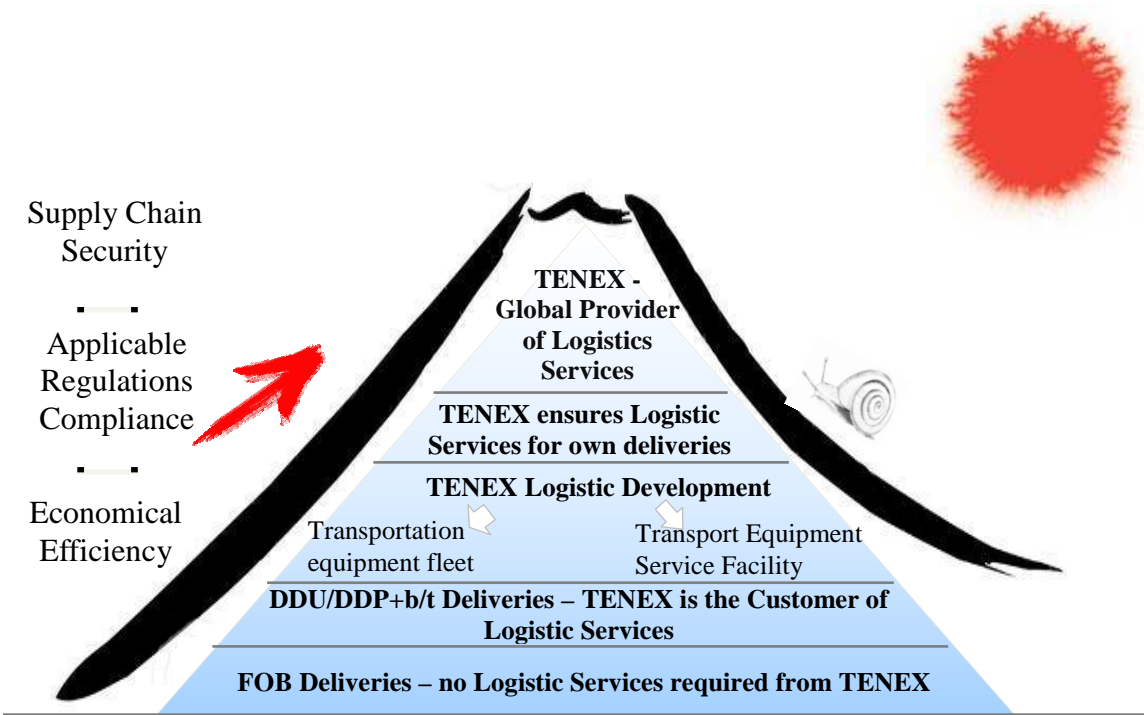 Supply Chain
Security
Applicable
Regulations
Compliance
Economical
Efficiency
TENEX -
Global Provider
of Logistics
Services
TENEX ensures Logistic
Services for own deliveries
TENEX Logistic Development
Transportation
equipment fleet
Transport Equipment
Service Facility
DDU/DDP+b/t Deliveries – TENEX is the Customer of
Logistic Services
FOB Deliveries – no Logistic Services required from TENEX